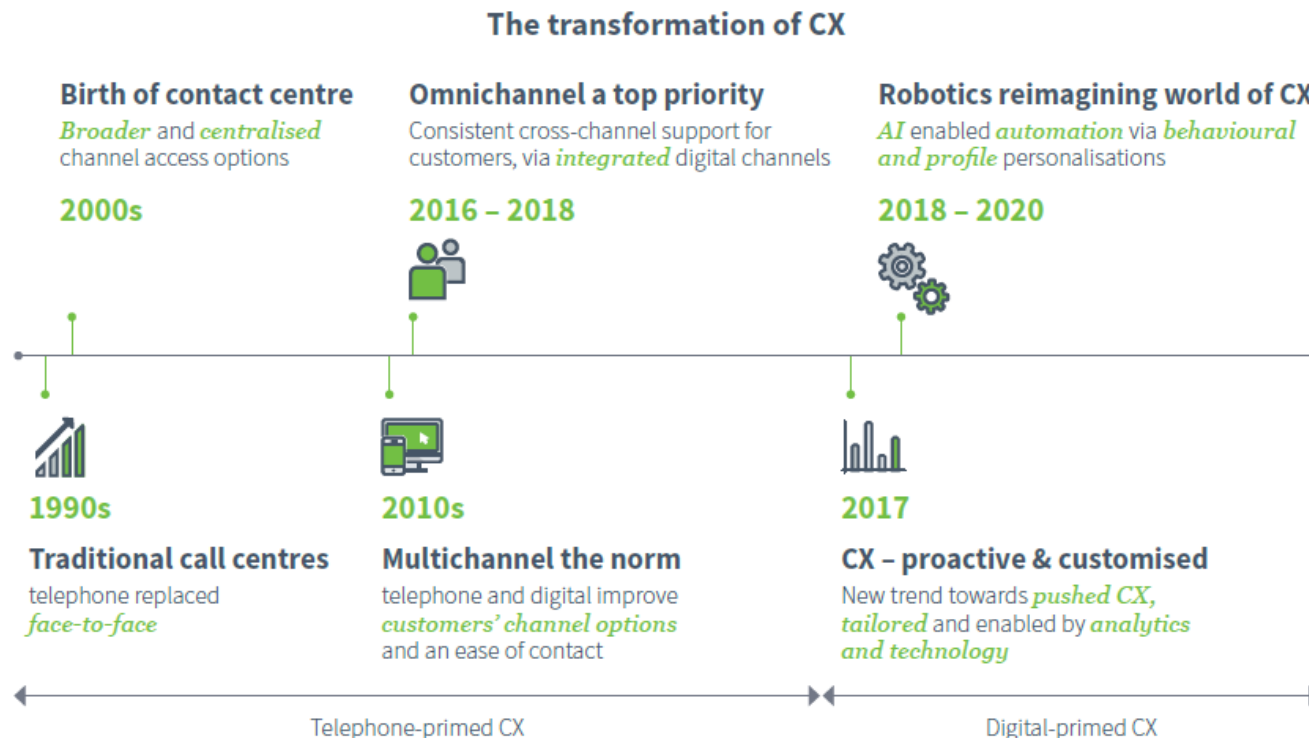 The transformation of CX
Birth of contact centre
Broader and centralised
channel access options
2000s
Omnichannel a top priority
Consistent cross-channel support for
customers, via integrated digital channels
2016 – 2018
Robotics reimagining world of CX
AI enabled automation via behavioural
and profile personalisations
2018 – 2020
1990s
Traditional call centres
telephone replaced
face-to-face
2010s
Multichannel the norm
telephone and digital improve
customers’ channel options
and an ease of contact
2017
CX – proactive & customised
New trend towards pushed CX,
tailored and enabled by analytics
and technology
Telephone-primed CX
Digital-primed CX